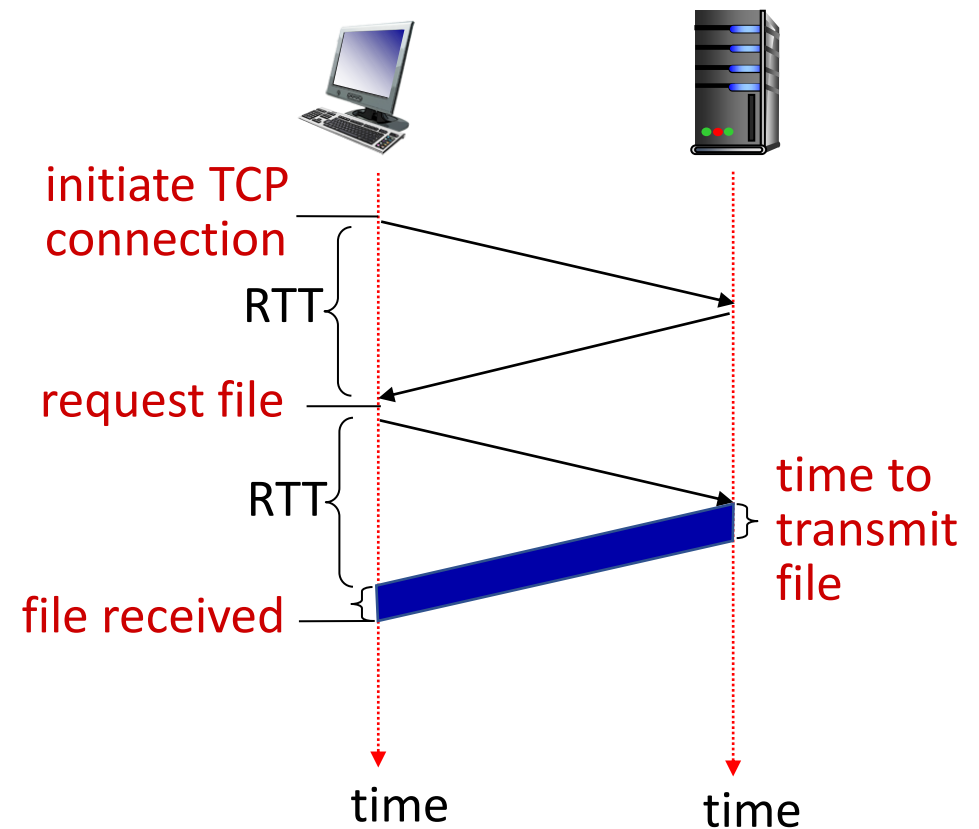 initiate TCP
connection
RTT
request file
RTT
time to
transmit
file
file received
time
time